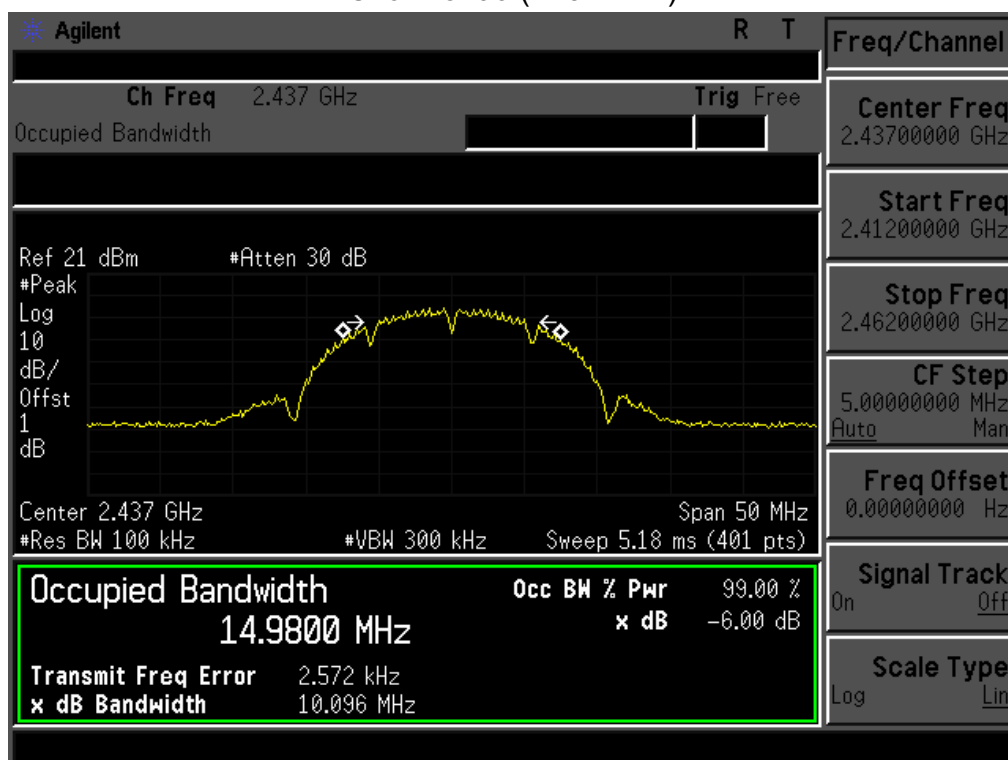 Agilent R T
Ch Freq 2.437 GHz Trig Free
Occupied Bandwidth
Ref 21 dBm #Atten 30 dB
#Peak
Log
10
dB/
Offst
1
dB
Center 2.437 GHz Span 50 MHz
#Res BW 100 kHz #VBW 300 kHz Sweep 5.18 ms (401 pts)
Occupied Bandwidth Occ BW % Pwr 99.00 %
14.9800 MHz x dB -6.00 dB
Transmit Freq Error 2.572 kHz
x dB Bandwidth 10.096 MHz
Freq/Channel
Center Freq
2.43700000 GHz
Start Freq
2.41200000 GHz
Stop Freq
2.46200000 GHz
CF Step
5.00000000 MHz
Auto Man
Freq Offset
0.00000000 Hz
Signal Track
On Off
Scale Type
Log Lin